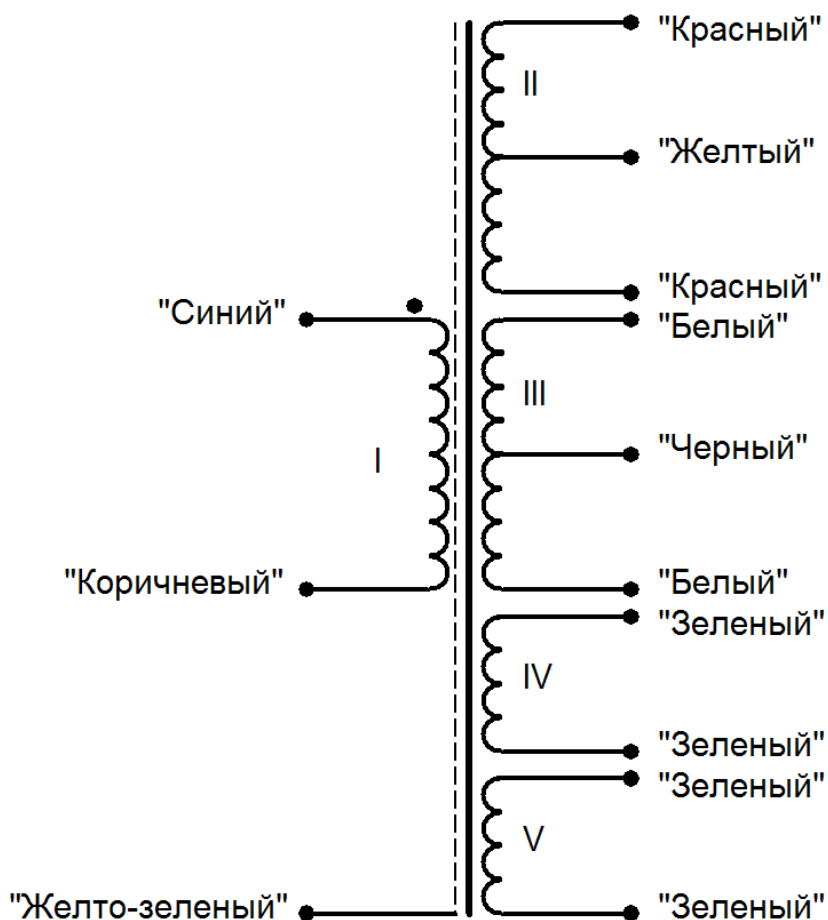 "Красный"
II
"Желтый"
"Красный"
"Синий"
"Белый"
III
"Черный"
I
"Коричневый"
"Белый"
"Зеленый"
IV
"Зеленый"
"Зеленый"
V
"Желто-зеленый"
"Зеленый"